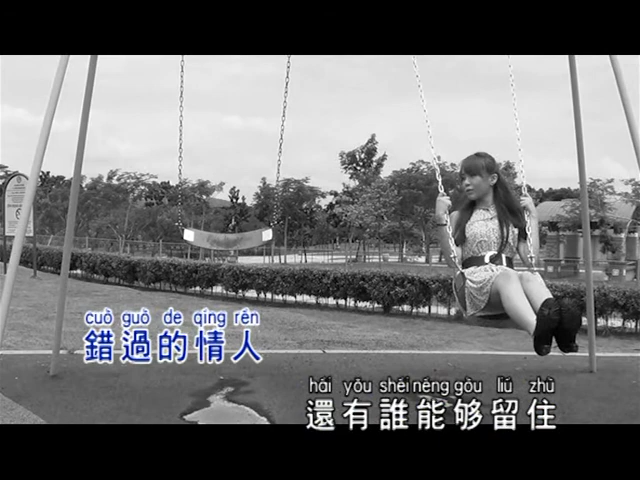 cuò guò de qíng rén
錯過的情人
hái yǒu shéi néng gòu liú zhù
還有誰能够留住